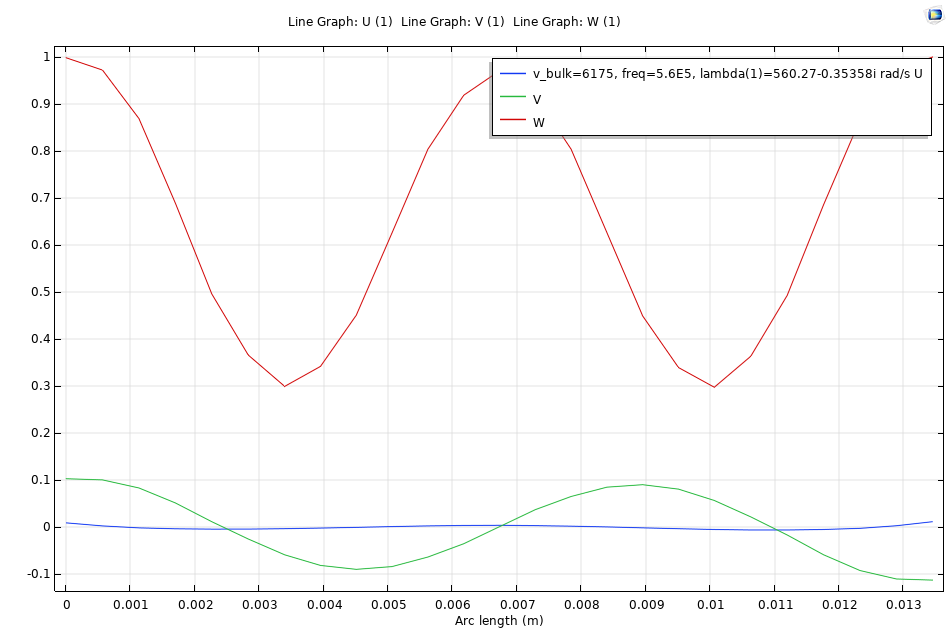 Line Graph: U (1)  Line Graph: V (1)  Line Graph: W (1)
v_bulk=6175, freq=5.6E5, lambda(1)=560.27-0.35358i rad/s U
V
W
1
0.9
0.8
0.7
0.6
0.5
0.4
0.3
0.2
0.1
0
-0.1
0 0.001 0.002 0.003 0.004 0.005 0.006 0.007 0.008 0.009 0.01 0.011 0.012 0.013
Arc length (m)